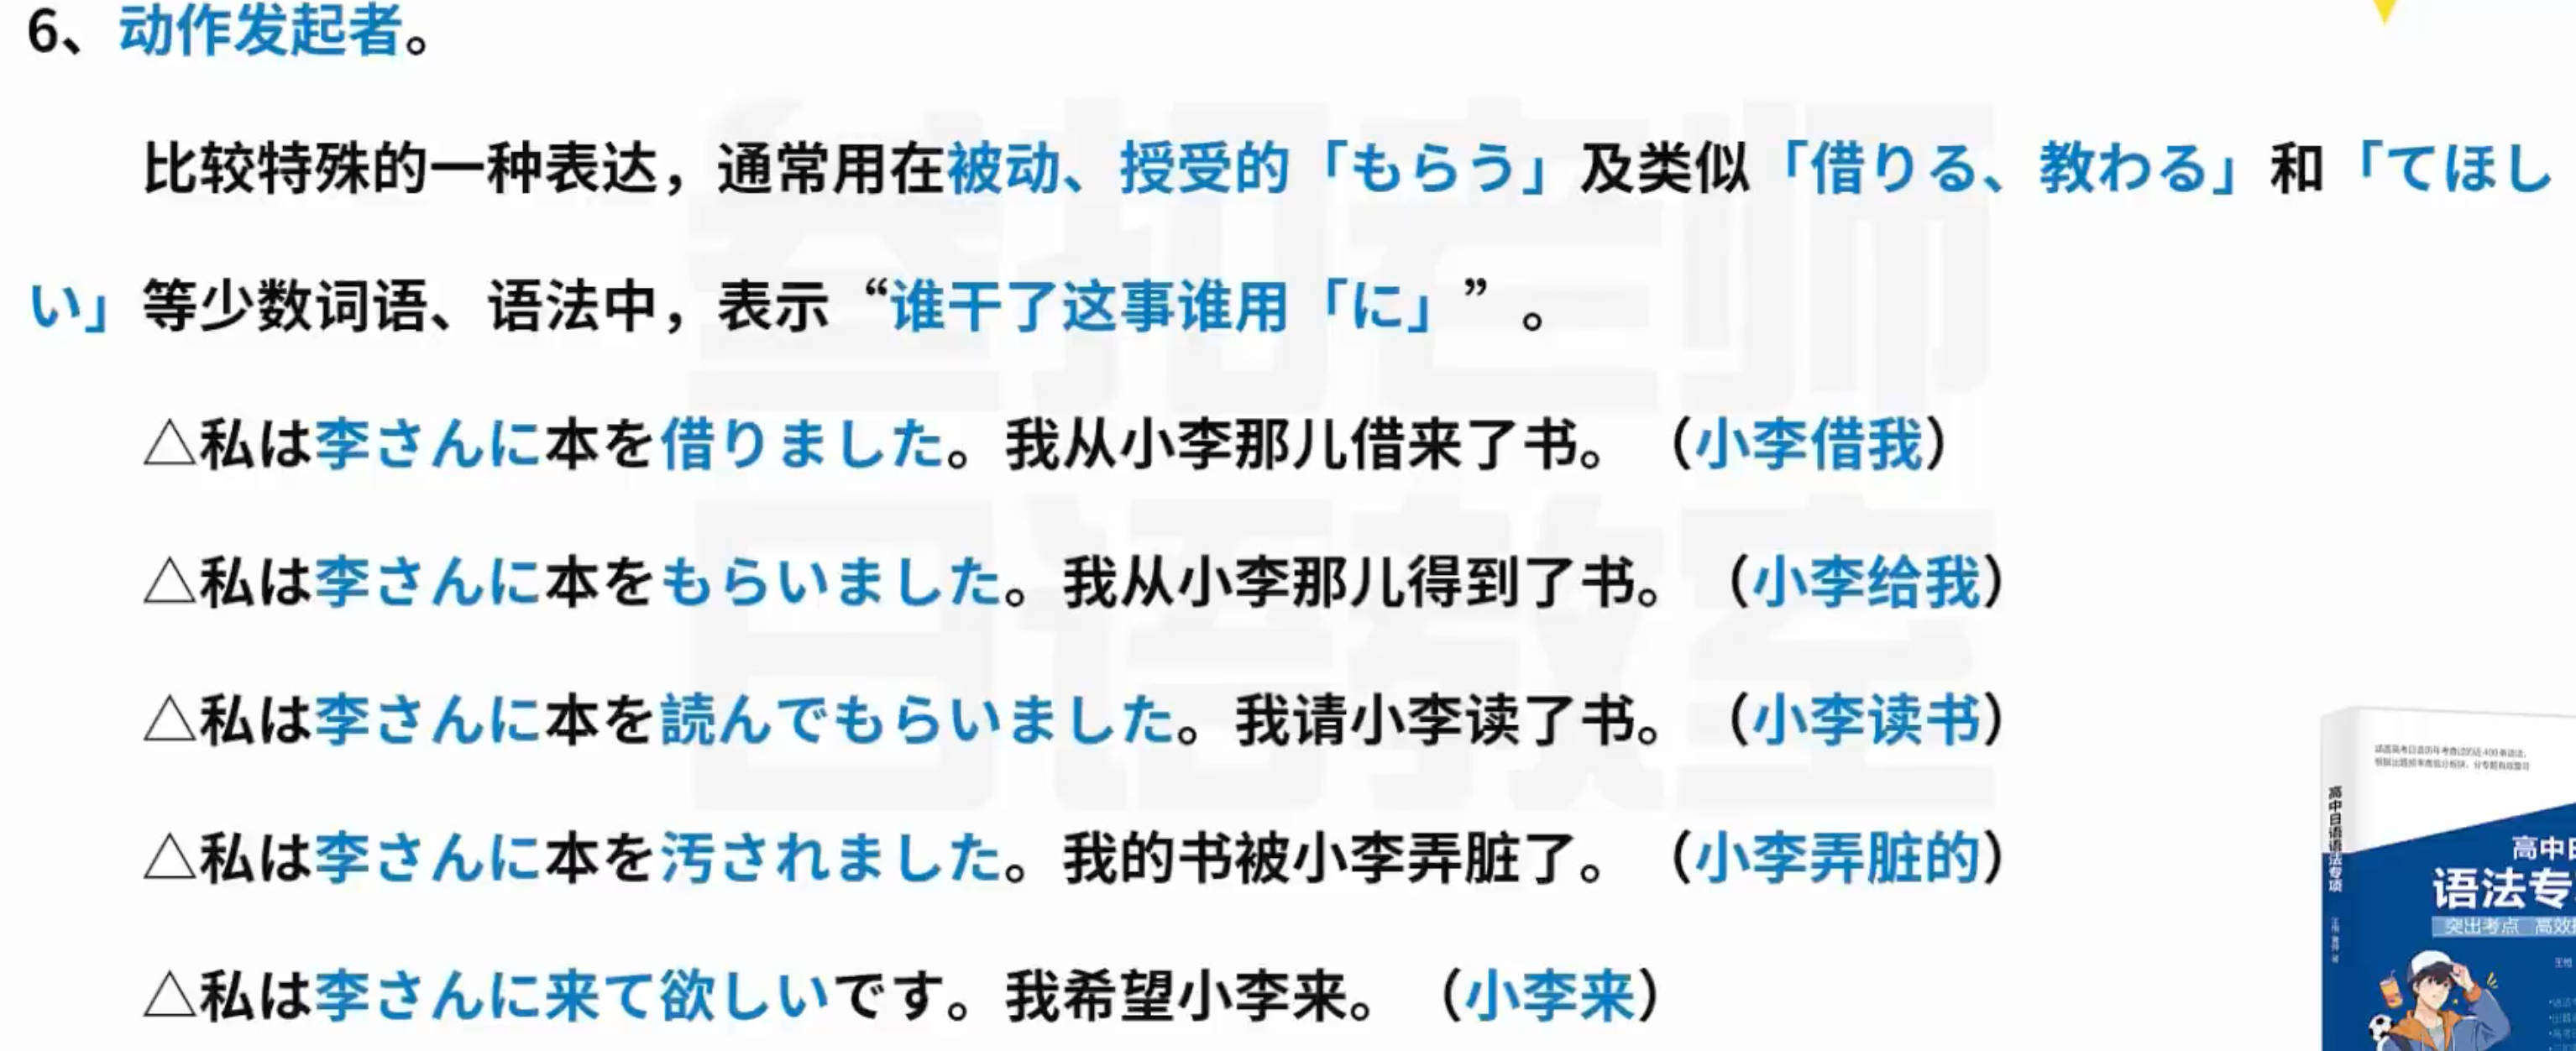 6、动作发起者。
比较特殊的一种表达，通常用在被动、授受的「もらう」及类似「借りる、教わる」和「てほし
い」等少数词语、语法中，表示“谁干了这事谁用「に」”。
△私は李さんに本を借りました。我从小李那儿借来了书。（小李借我）
△私は李さんに本をもらいました。我从小李那儿得到了书。（小李给我）
△私は李さんに本を読んでもらいました。我请小李读了书。（小李读书）
△私は李さんに本を汚されました。我的书被小李弄脏了。（小李弄脏的）
△私は李さんに来て欲しいです。我希望小李来。（小李来）
叁扣老师
日语教室
高中日语语法专项
高中日
语法专
突出考点 高效